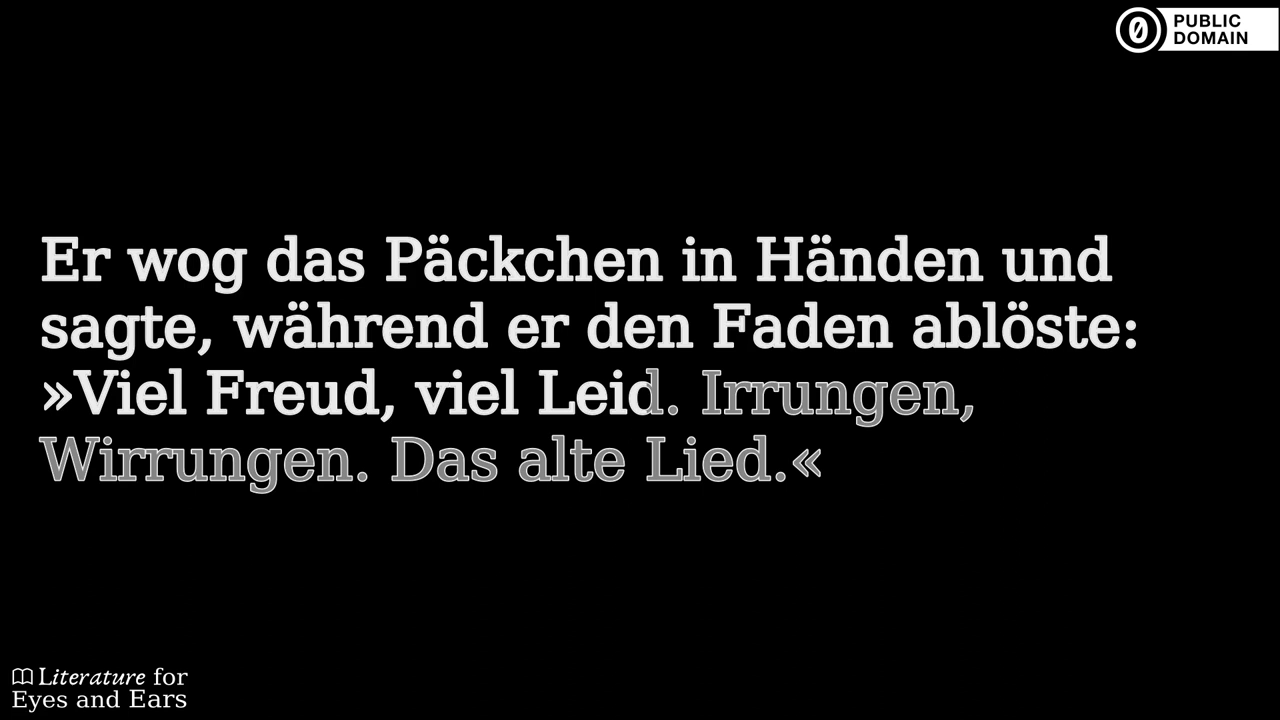 PUBLIC
DOMAIN
Er wog das Päckchen in Händen und
sagte, während er den Faden ablöste:
»Viel Freud, viel Leid. Irrungen,
Wirrungen. Das alte Lied.«
Literature for
Eyes and Ears